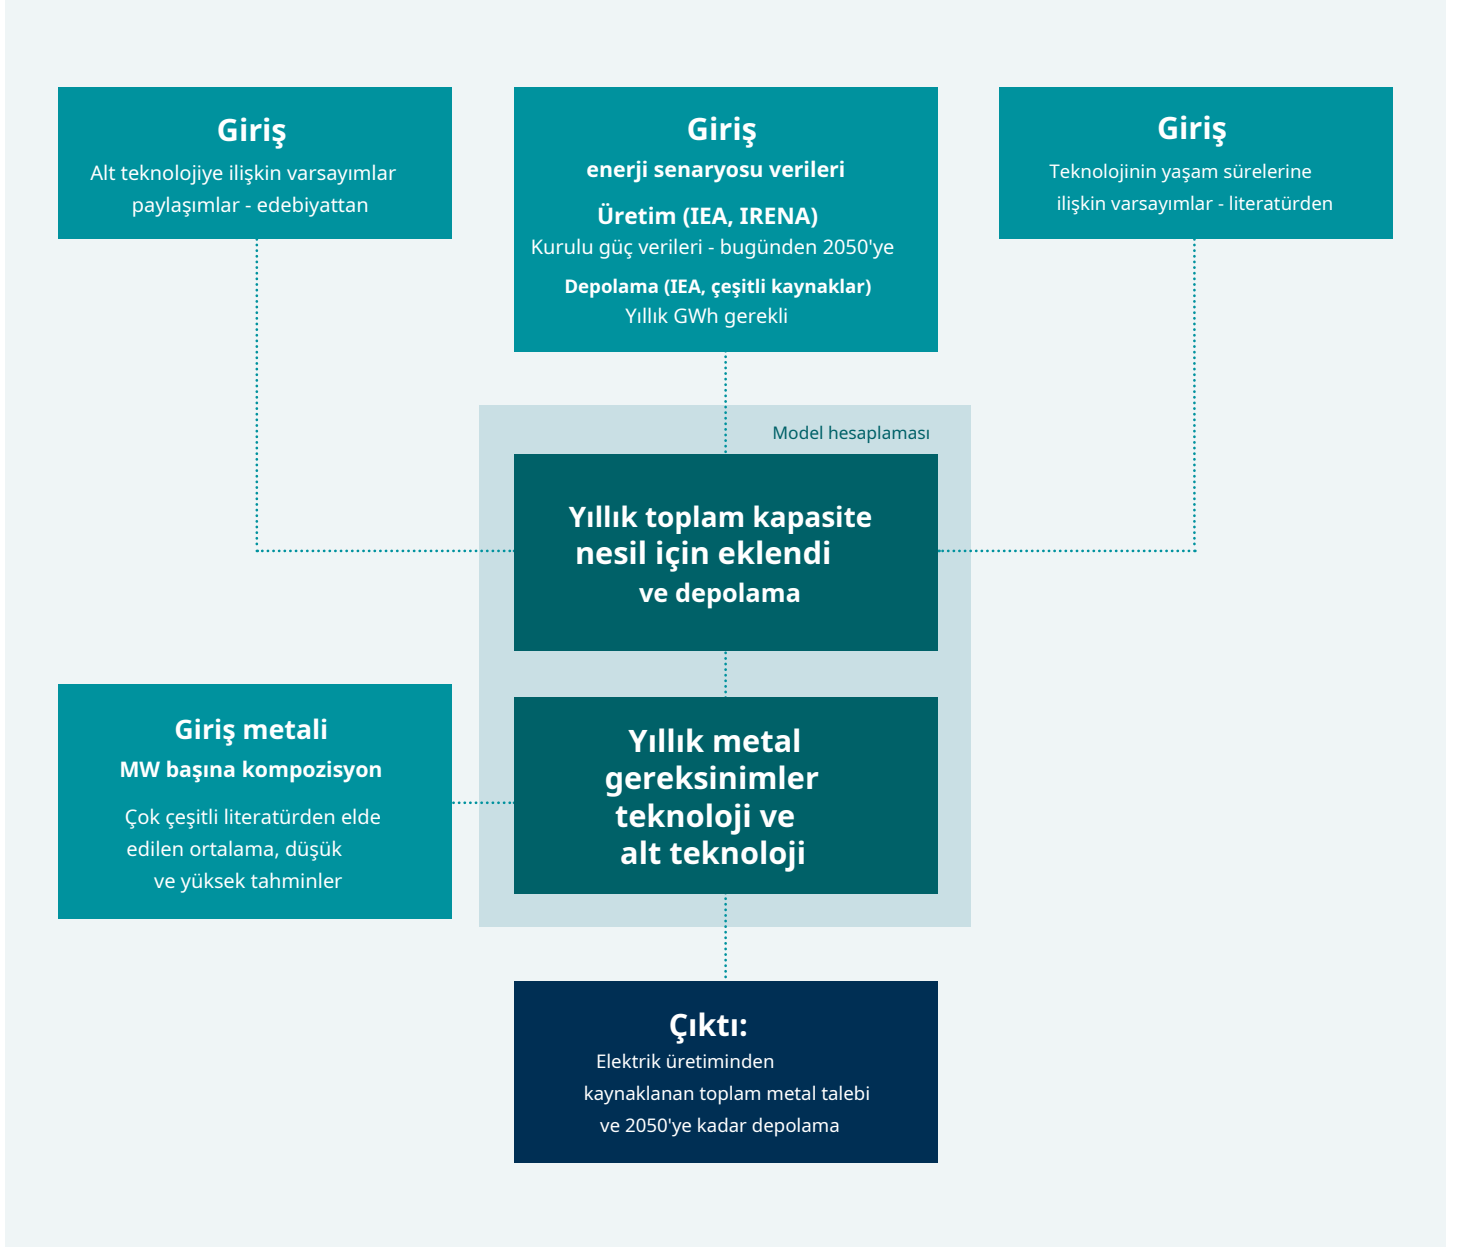 Giriş
Alt teknolojiye ilişkin varsayımlar
paylaşımlar - edebiyattan
Giriş
enerji senaryosu verileri
Üretim (IEA, IRENA)
Kurulu güç verileri - bugünden 2050'ye
Depolama (IEA, çeşitli kaynaklar)
Yıllık GWh gerekli
Giriş
Teknolojinin yaşam sürelerine
ilişkin varsayımlar - literatürden
Model hesaplaması
Yıllık toplam kapasite
nesil için eklendi
ve depolama
Giriş metali
MW başına kompozisyon
Çok çeşitli literatürden elde
edilen ortalama, düşük
ve yüksek tahminler
Yıllık metal
gereksinimler
teknoloji ve
alt teknoloji
Çıktı:
Elektrik üretiminden
kaynaklanan toplam metal talebi
ve 2050'ye kadar depolama